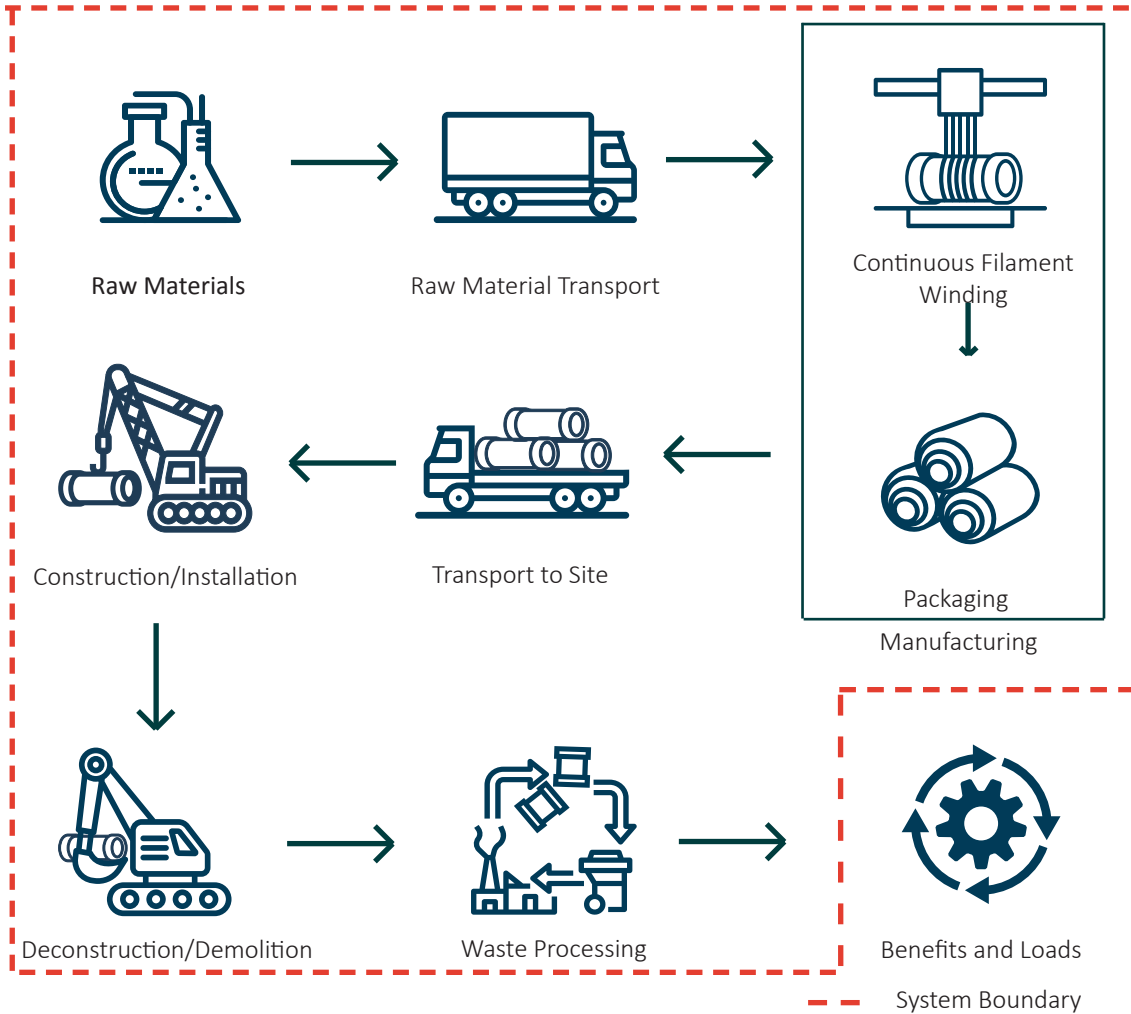 Raw Materials
Raw Material Transport
Continuous Filament
Winding
Construction/Installation
Transport to Site
Packaging
Manufacturing
Deconstruction/Demolition
Waste Processing
Benefits and Loads
System Boundary